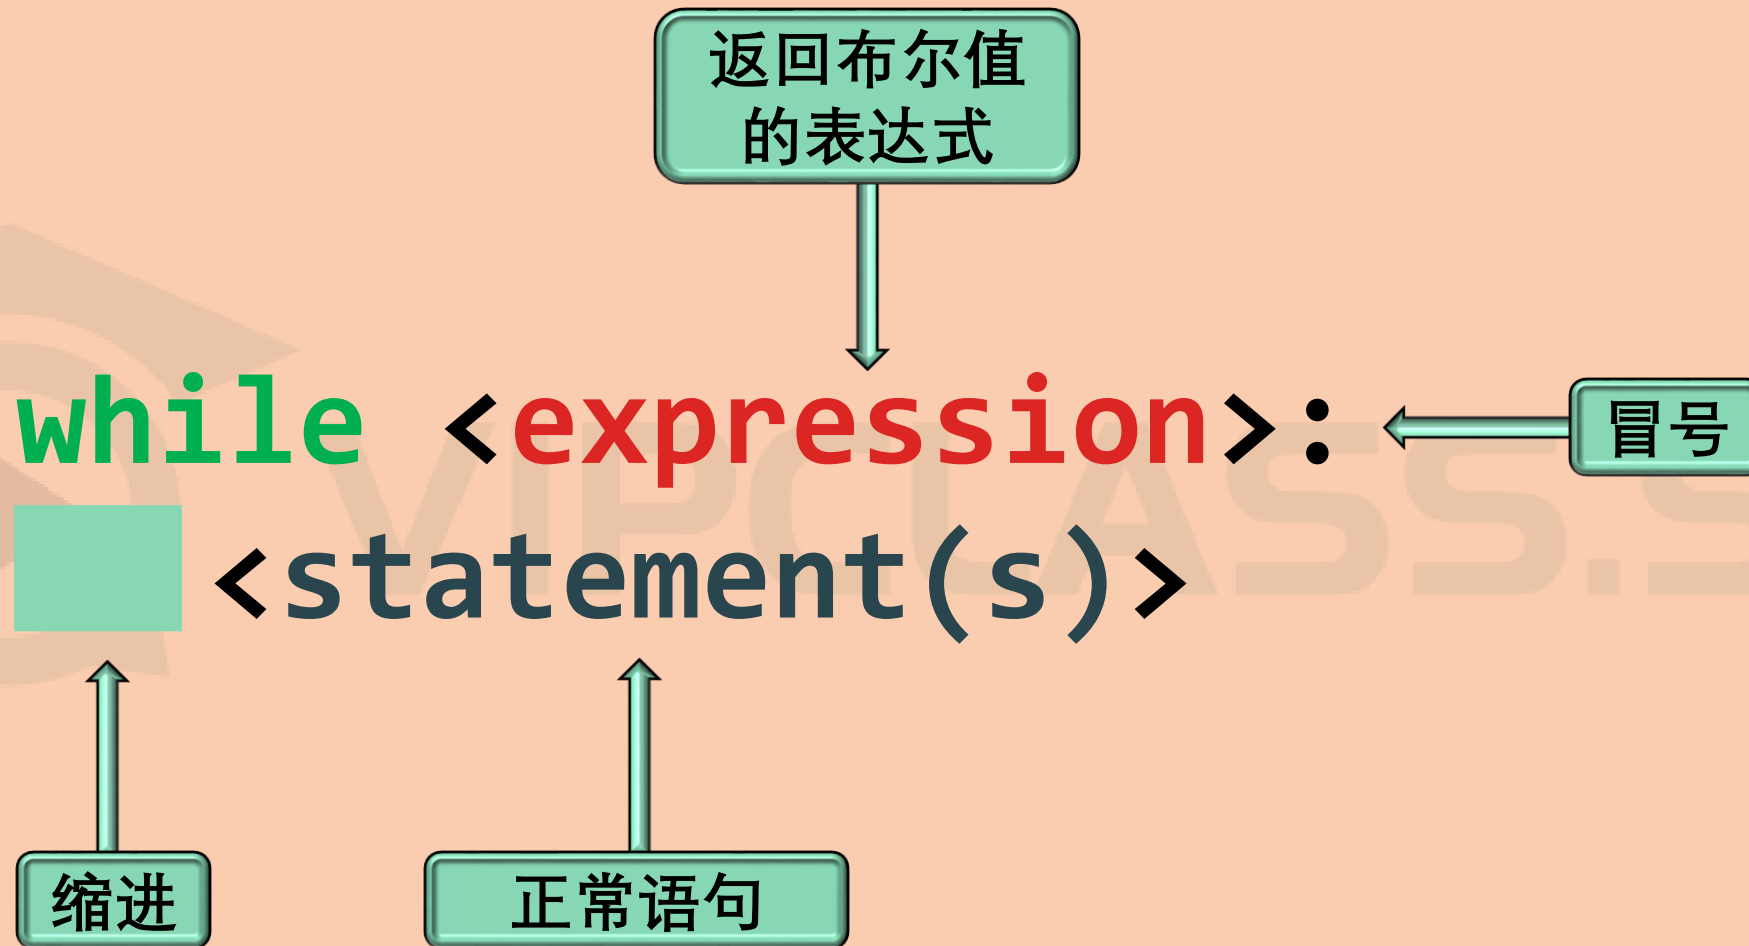 返回布尔值
的表达式
while <expression>:
冒号
<statement(s)>
缩进
正常语句
VIPCLASS.S